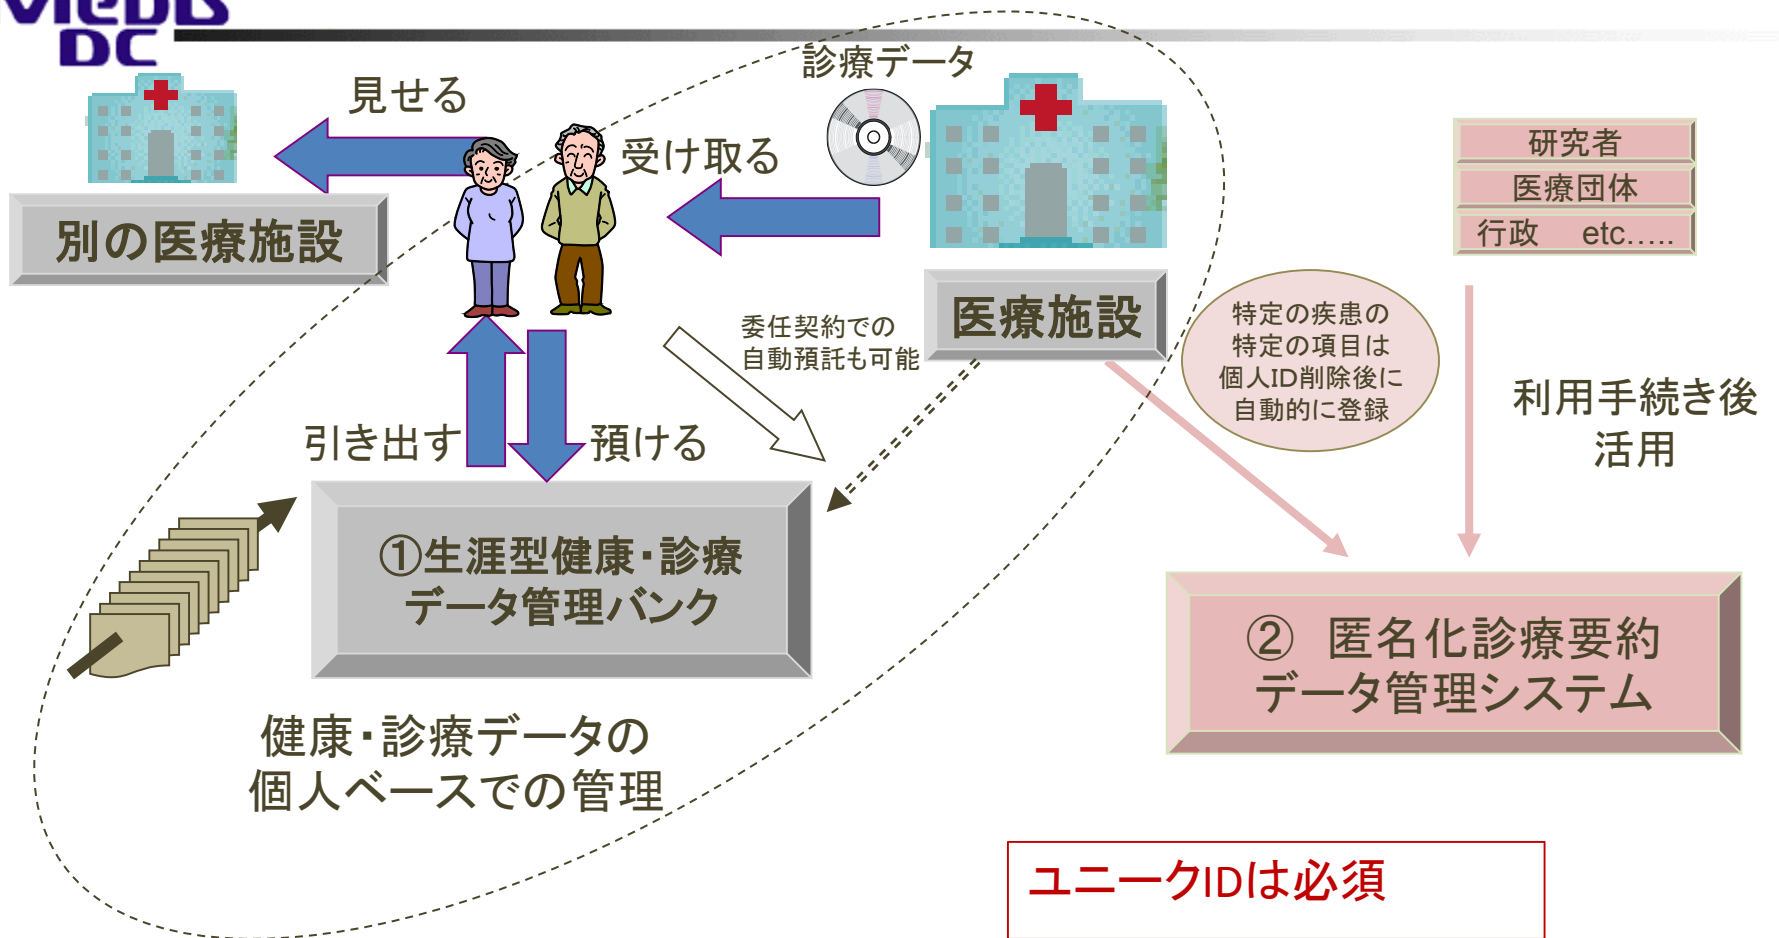 MeDIS
DC
診療データ
見せる
受け取る
別の医療施設
医療施設
研究者
医療団体
行政 etc…..
委任契約での
自動預託も可能
特定の疾患の
特定の項目は
個人ID削除後に
自動的に登録
利用手続き後
活用
引き出す
預ける
①生涯型健康・診療
データ管理バンク
② 匿名化診療要約
データ管理システム
健康・診療データの
個人ベースでの管理
ユニークIDは必須